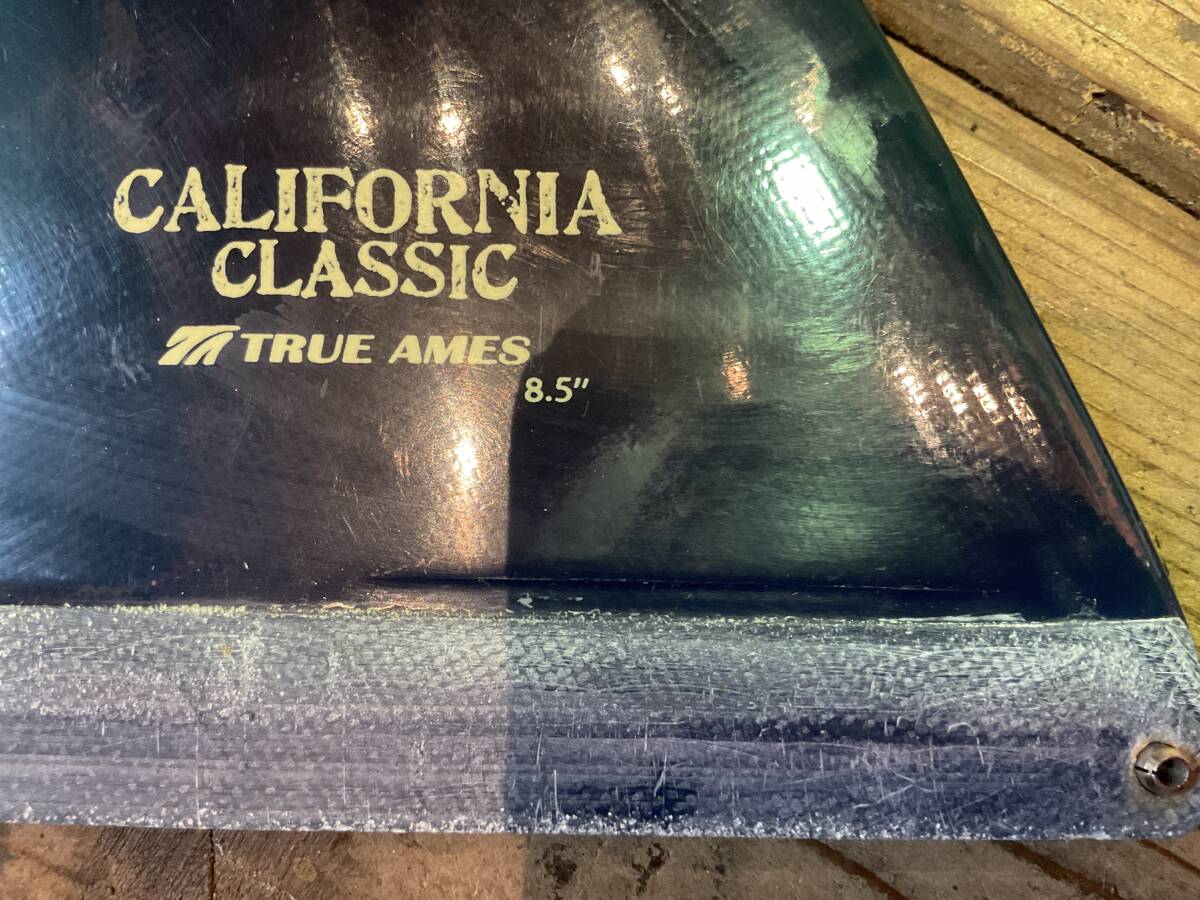 CALIFORNIA
CLASSIC
TRUE AMES
8.5"